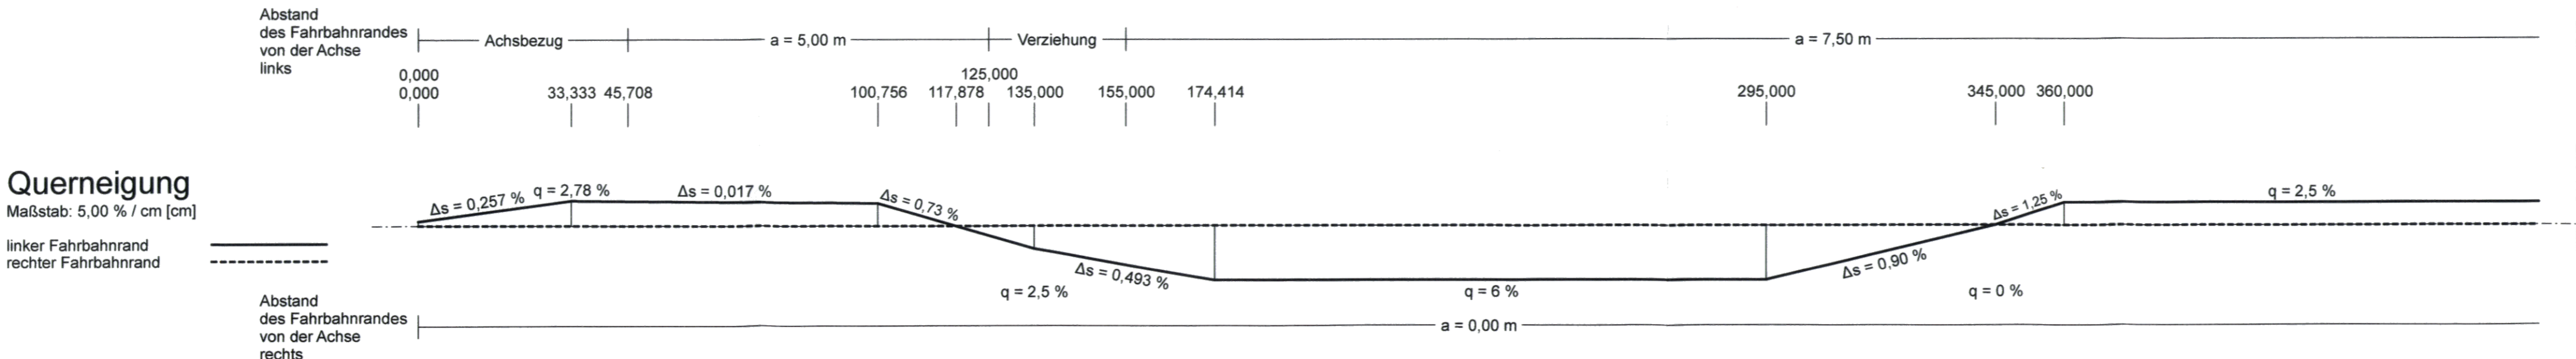 Abstand
des Fahrbahnrandes
von der Achse
links
Achsbezug
a = 5,00 m
Verziehung
a = 7,50 m
0,000
125,000
0,000
33,333
45,708
100,756
117,878
135,000
155,000
174,414
295,000
345,000
360,000
Querneigung
Maßstab: 5,00 % / cm [cm]
linker Fahrbahnrand
rechter Fahrbahnrand
Δs = 0,257 %
q = 2,78 %
Δs = 0,017 %
Δs = 0,73 %
Δs = 0,493 %
q = 2,5 %
q = 6 %
Δs = 0,90 %
q = 0 %
Δs = 1,25 %
q = 2,5 %
Abstand
des Fahrbahnrandes
von der Achse
rechts
a = 0,00 m